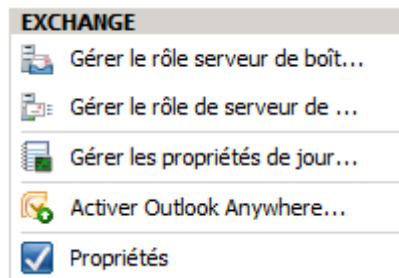 EXCHANGE
Gérer le rôle serveur de boît...
Gérer le rôle de serveur de ...
Gérer les propriétés de jour...
Activer Outlook Anywhere...
Propriétés